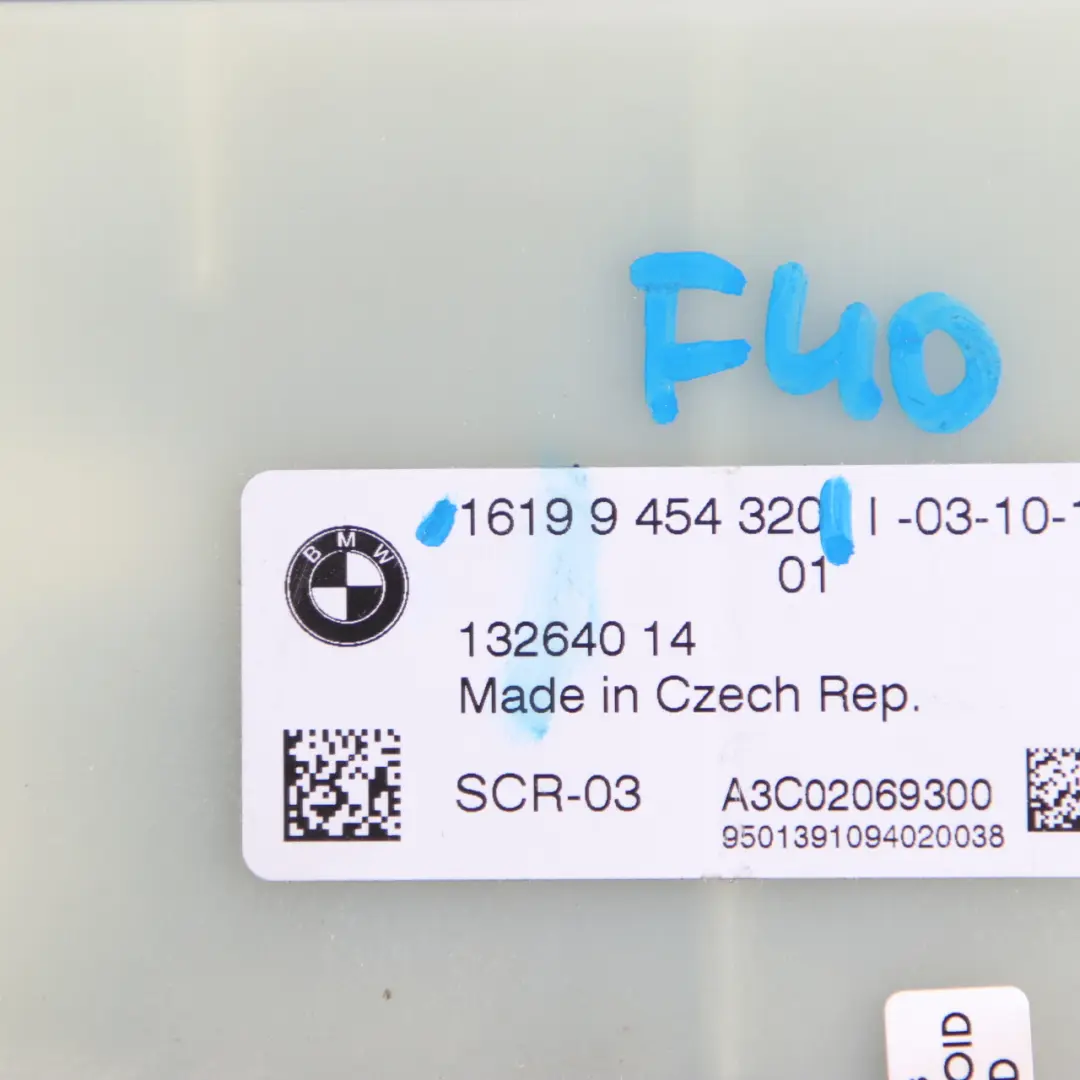 F40
1619 9 454 320 I -03-10-1
01
BMW
132640 14
Made in Czech Rep.
SCR-03
A3C02069300
9501391094020038
OID
D